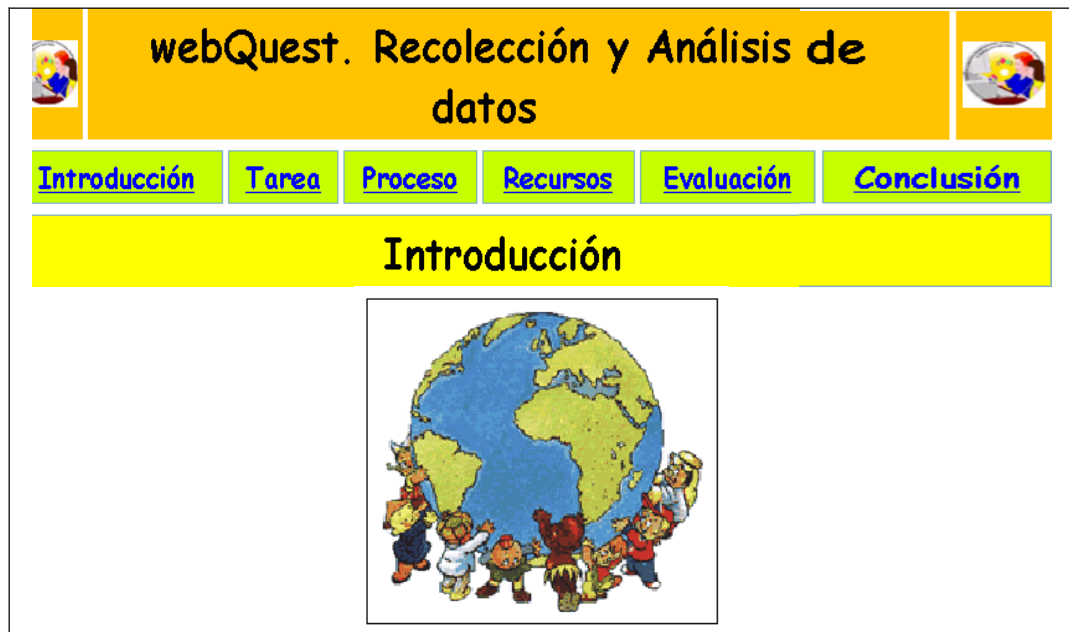 webQuest. Recolección y Análisis de
datos
Introducción Tarea Proceso Recursos Evaluación Conclusión
Introducción